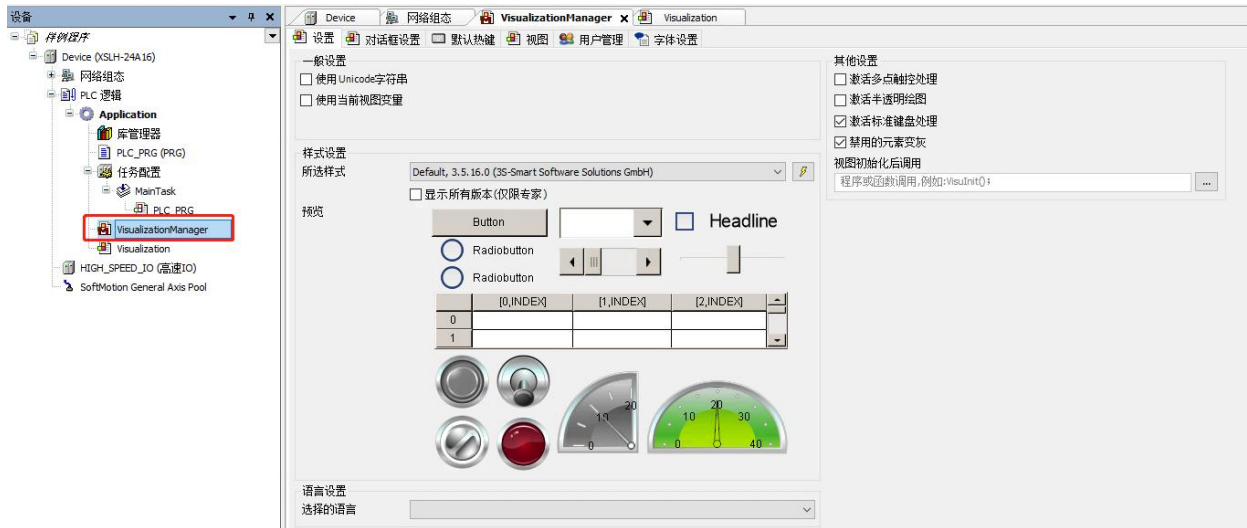 设备
样例程序
Device (XSLH-24A16)
网络组态
PLC 逻辑
Application
库管理器
PLC_PRG (PRG)
任务配置
MainTask
PLC_PRG
VisualizationManager
Visualization
HIGH_SPEED_IO (高速IO)
SoftMotion General Axis Pool
Device 网络组态 VisualizationManager Visualization
设置 对话框设置 默认热键 视图 用户管理 字体设置
一般设置
使用Unicode字符串
使用当前视图变量
样式设置
所选样式 Default, 3.5.16.0 (3S-Smart Software Solutions GmbH)
显示所有版本(仅限专家)
预览
Button Headline
Radiobutton
Radiobutton
[0,INDEX] [1,INDEX] [2,INDEX]
0
1
0 10 20
0 10 20 30 40
语言设置
选择的语言
其他设置
激活多点触控处理
激活半透明绘图
激活标准键盘处理
禁用的元素变灰
视图初始化后调用
程序或函数调用,例如:VisuInit();
...